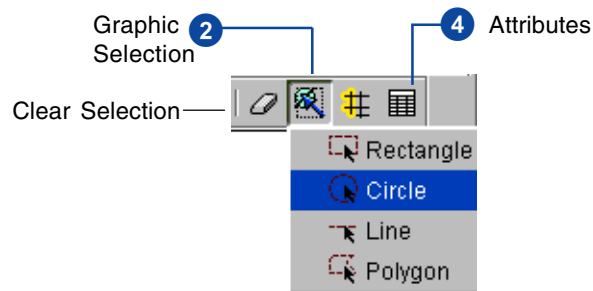 Graphic
Selection
2
4
Attributes
Clear Selection
Rectangle
Circle
Line
Polygon